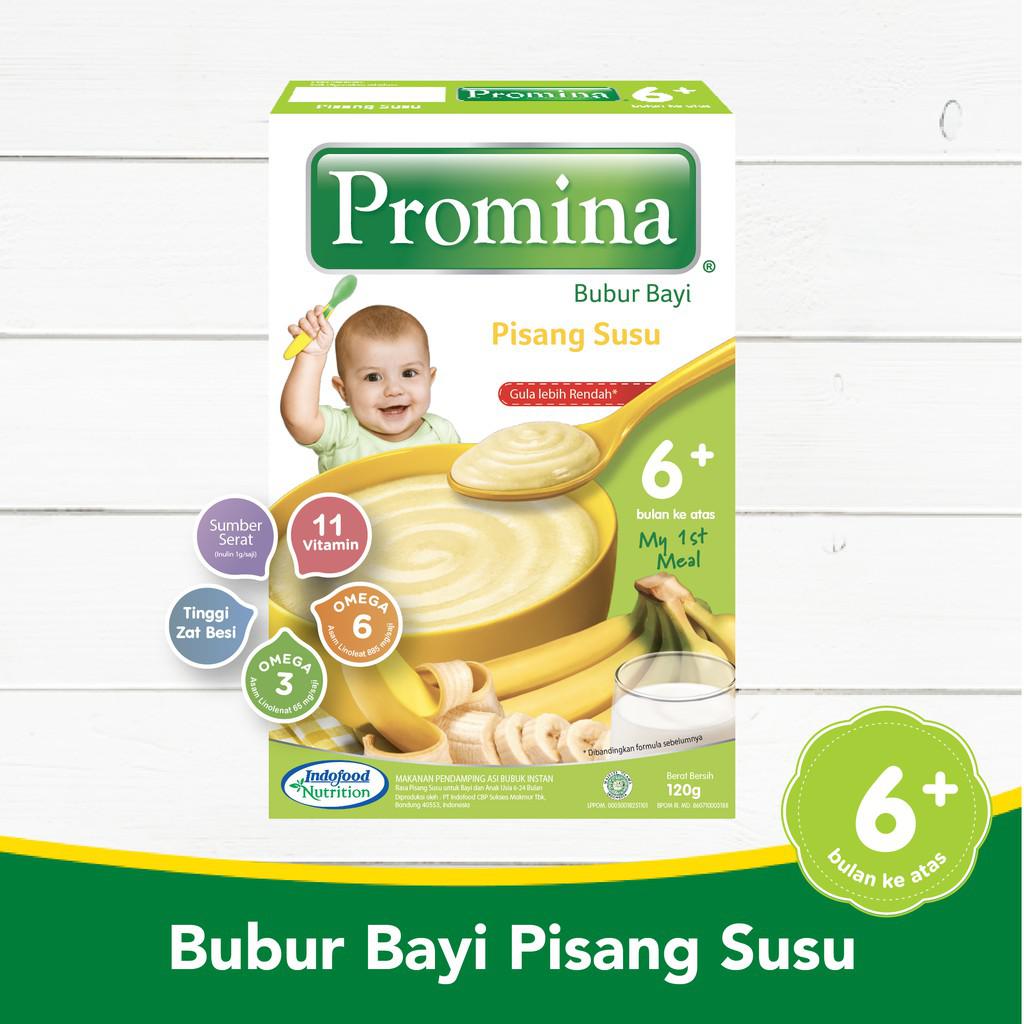 Pisang Susu
Promina
6+
bulan ke atas
Promina
®
Bubur Bayi
Pisang Susu
Gula lebih Rendah*
6+
bulan ke atas
My 1st
Meal
Sumber
Serat
(Inulin 1g/saji)
11
Vitamin
Tinggi
Zat Besi
OMEGA
6
Asam Linoleat 885 mg/saji
OMEGA
3
Asam Linolenat 65 mg/saji
* Dibandingkan formula sebelumnya
Indofood
Nutrition
MAKANAN PENDAMPING ASI BUBUK INSTAN
Rasa Pisang Susu untuk Bayi dan Anak Usia 6-24 Bulan
Diproduksi oleh : PT Indofood CBP Sukses Makmur Tbk.
Bandung 40553, Indonesia
Berat Bersih
120g
6+
bulan ke atas
Bubur Bayi Pisang Susu